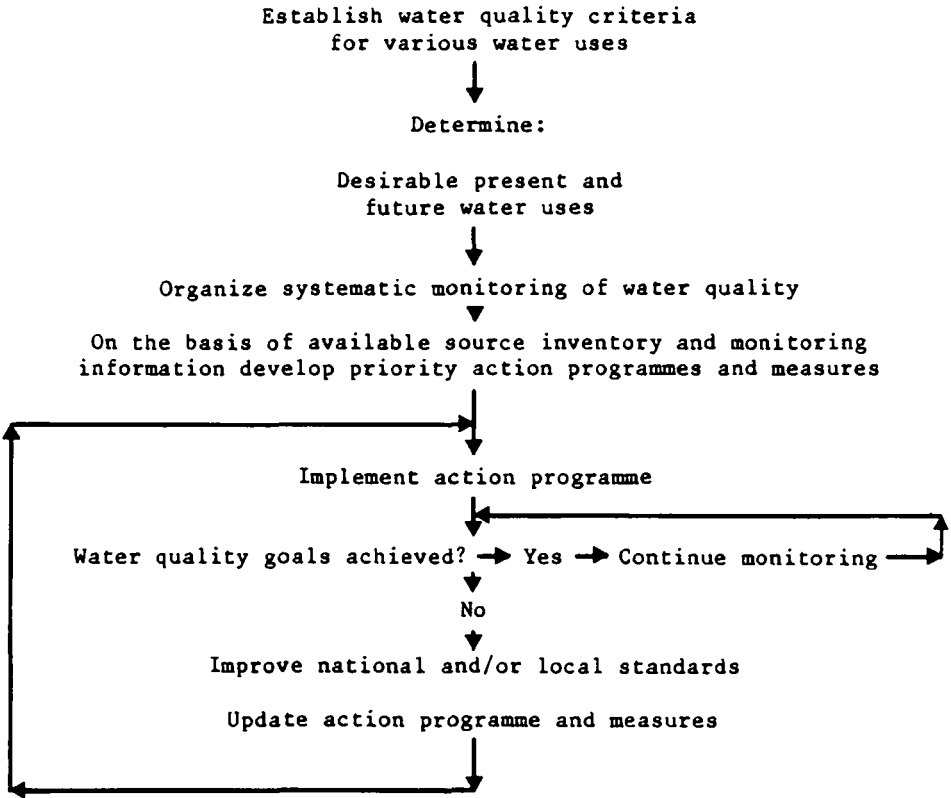 Establish water quality criteria
for various water uses
Determine:
Desirable present and
future water uses
Organize systematic monitoring of water quality
On the basis of available source inventory and monitoring
information develop priority action programmes and measures
Implement action programme
Water quality goals achieved? Yes Continue monitoring
No
Improve national and/or local standards
Update action programme and measures